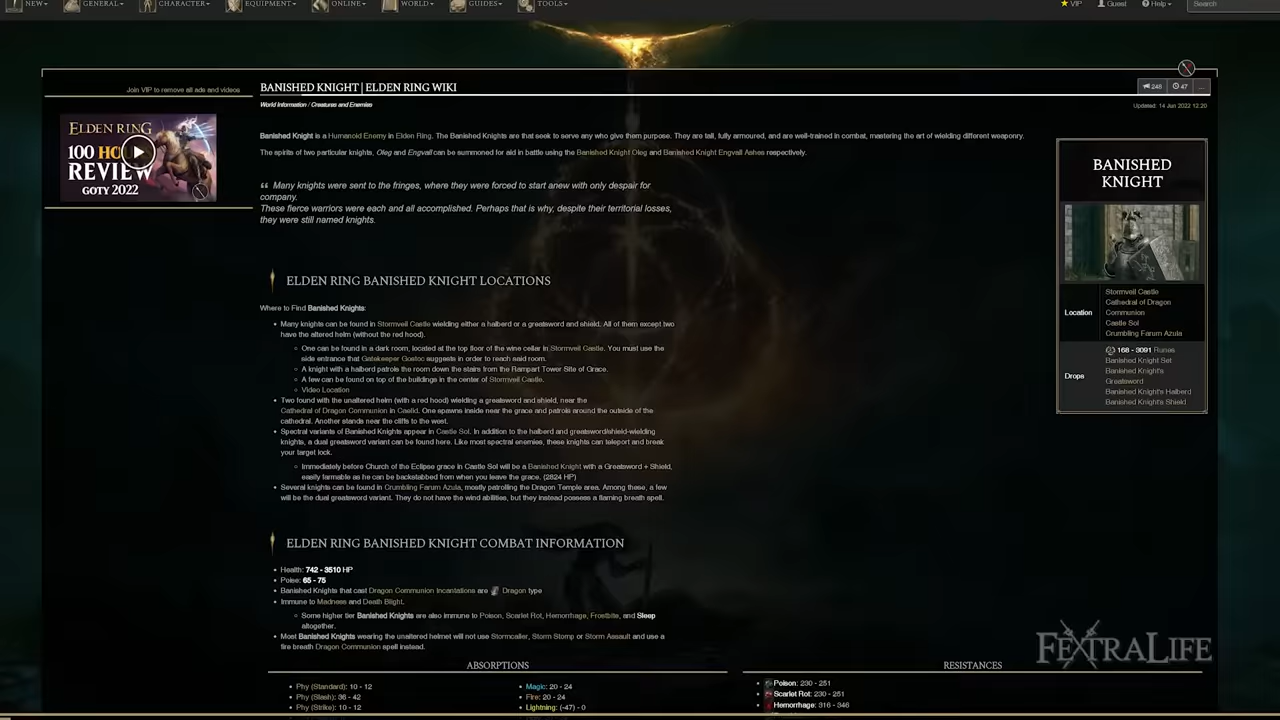 NEW
GENERAL
CHARACTER
EQUIPMENT
ONLINE
WORLD
GUIDES
TOOLS
VIP
Guest
Help
Search
Join VIP to remove all ads and videos
BANISHED KNIGHT | ELDEN RING WIKI
246
47
...
World Information / Creatures and Enemies
Updated: 14 Jun 2022 12:20
ELDEN RING
100 HO
REVIEW
GOTY 2022
Banished Knight is a Humanoid Enemy in Elden Ring. The Banished Knights are that seek to serve any who give them purpose. They are tall, fully armoured, and are well-trained in combat, mastering the art of wielding different weaponry.
The spirits of two particular knights, Oleg and Engvall can be summoned for aid in battle using the Banished Knight Oleg and Banished Knight Engvall Ashes respectively.
“ Many knights were sent to the fringes, where they were forced to start anew with only despair for
company.
These fierce warriors were each and all accomplished. Perhaps that is why, despite their territorial losses,
they were still named knights.
BANISHED
KNIGHT
Location
Stormveil Castle
Cathedral of Dragon
Communion
Castle Sol
Crumbling Farum Azula
Drops
168 - 3091 Runes
Banished Knight Set
Banished Knight's
Greatsword
Banished Knight's Halberd
Banished Knight's Shield
ELDEN RING BANISHED KNIGHT LOCATIONS
Where to Find Banished Knights:
• Many knights can be found in Stormveil Castle wielding either a halberd or a greatsword and shield. All of them except two
have the altered helm (without the red hood).
One can be found in a dark room, located at the top floor of the wine cellar in Stormveil Castle. You must use the
side entrance that Gatekeeper Gostoc suggests in order to reach said room.
A knight with a halberd patrols the room down the stairs from the Rampart Tower Site of Grace.
A few can be found on top of the buildings in the center of Stormveil Castle.
Video Location
• Two found with the unaltered helm (with a red hood) wielding a greatsword and shield, near the
Cathedral of Dragon Communion in Caelid. One spawns inside near the grace and patrols around the outside of the
cathedral. Another stands near the cliffs to the west.
• Spectral variants of Banished Knights appear in Castle Sol. In addition to the halberd and greatsword/shield-wielding
knights, a dual greatsword variant can be found here. Like most spectral enemies, these knights can teleport and break
your target lock.
Immediately before Church of the Eclipse grace in Castle Sol will be a Banished Knight with a Greatsword + Shield,
easily farmable as he can be backstabbed from when you leave the grace. (2824 HP)
• Several knights can be found in Crumbling Farum Azula, mostly patrolling the Dragon Temple area. Among these, a few
will be the dual greatsword variant. They do not have the wind abilities, but they instead possess a flaming breath spell.
ELDEN RING BANISHED KNIGHT COMBAT INFORMATION
• Health: 742 - 3510 HP
• Poise: 65 - 75
• Banished Knights that cast Dragon Communion Incantations are Dragon type
• Immune to Madness and Death Blight.
Some higher tier Banished Knights are also immune to Poison, Scarlet Rot, Hemorrhage, Frostbite, and Sleep
altogether.
• Most Banished Knights wearing the unaltered helmet will not use Stormcaller, Storm Stomp or Storm Assault and use a
fire breath Dragon Communion spell instead.
FEXTRALIFE
ABSORPTIONS
• Phy (Standard): 10 - 12
• Phy (Slash): 36 - 42
• Phy (Strike): 10 - 12
• Magic: 20 - 24
• Fire: 20 - 24
• Lightning: (-47) - 0
RESISTANCES
• Poison: 230 - 251
• Scarlet Rot: 230 - 251
• Hemorrhage: 316 - 346